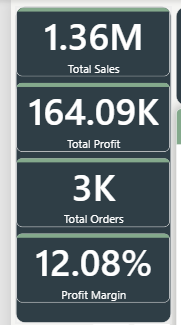 1.36M
Total Sales
164.09K
Total Profit
3K
Total Orders
12.08%
Profit Margin